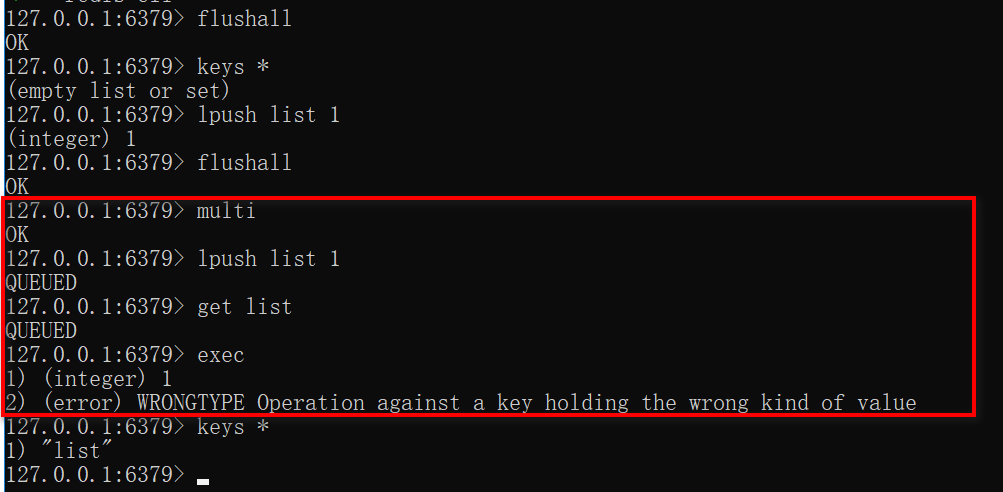 127.0.0.1:6379> flushall
OK
127.0.0.1:6379> keys *
(empty list or set)
127.0.0.1:6379> lpush list 1
(integer) 1
127.0.0.1:6379> flushall
OK
127.0.0.1:6379> multi
OK
127.0.0.1:6379> lpush list 1
QUEUED
127.0.0.1:6379> get list
QUEUED
127.0.0.1:6379> exec
1) (integer) 1
2) (error) WRONGTYPE Operation against a key holding the wrong kind of value
127.0.0.1:6379> keys *
1) "list"
127.0.0.1:6379>